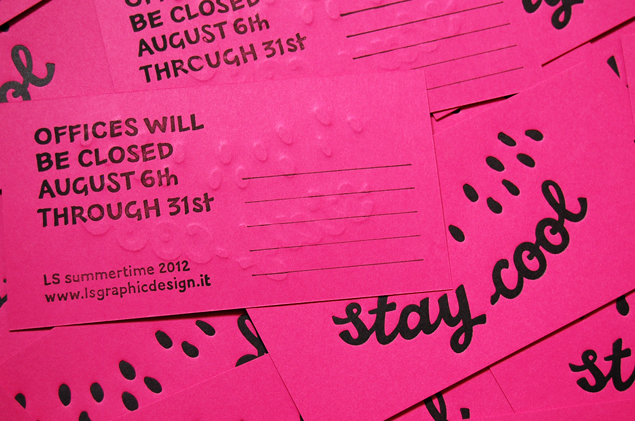 BE CLOSED
AUGUST 6th
THROUGH 31st
OFFICES WILL
BE CLOSED
AUGUST 6th
THROUGH 31st
LS summertime 2012
www.lsgraphicdesign.it
stay cool